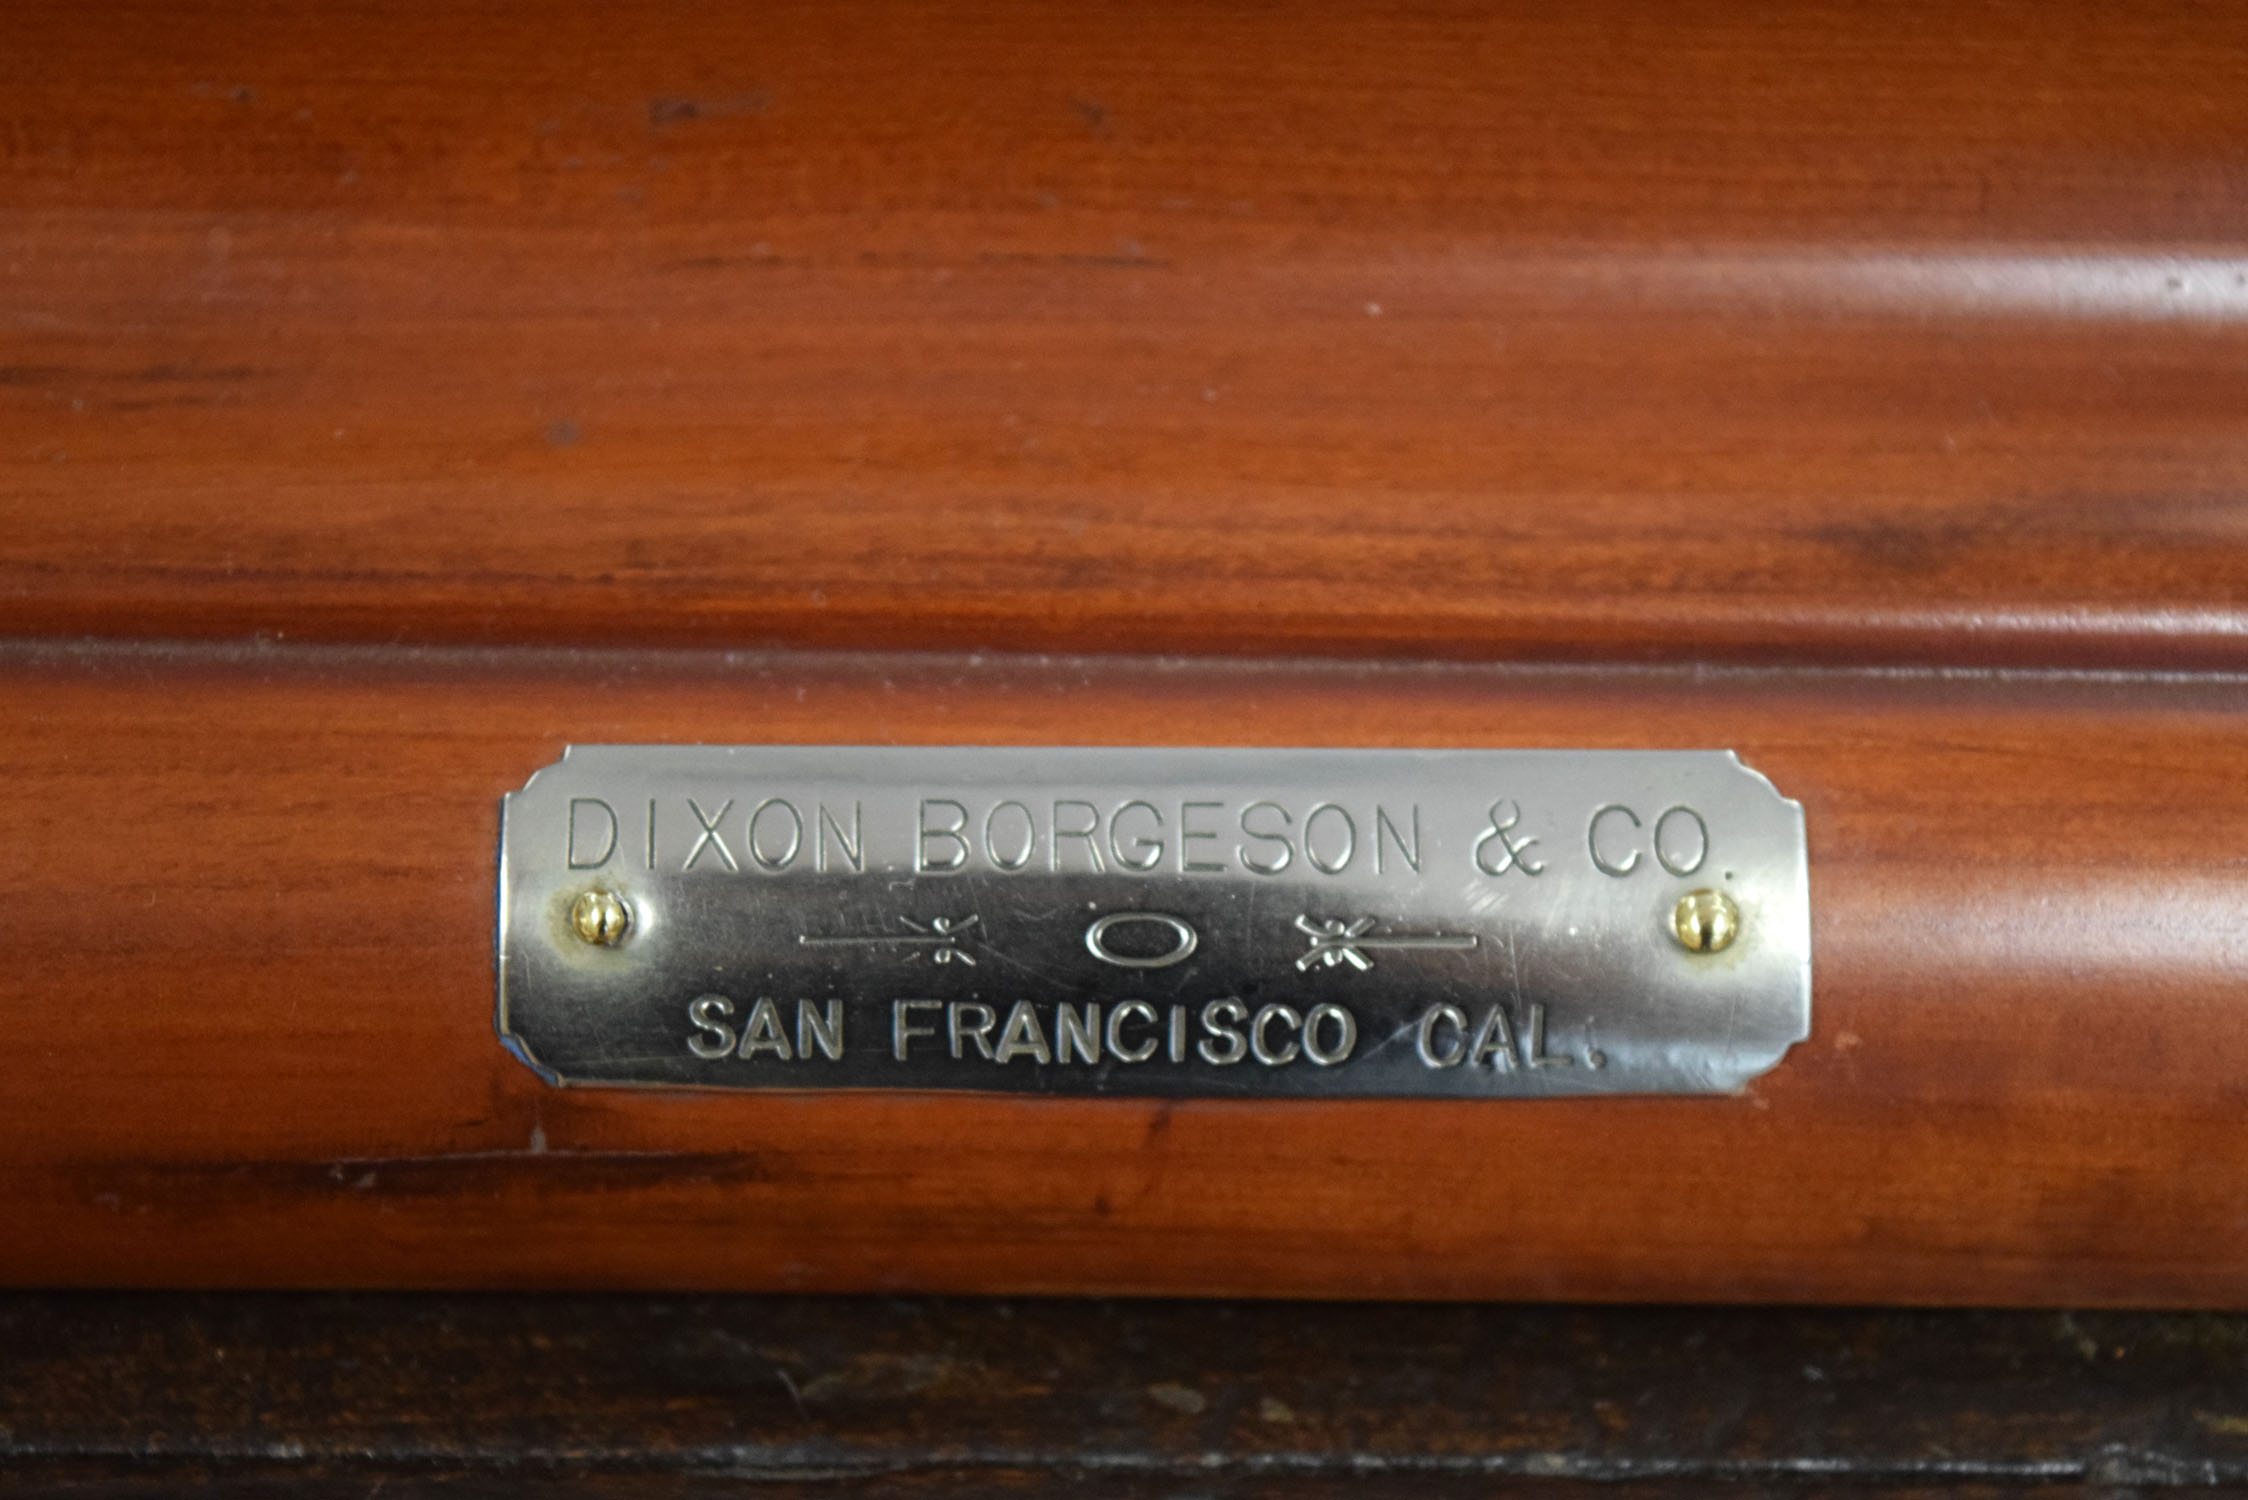 DIXON BORGESON & CO.
SAN FRANCISCO CAL.